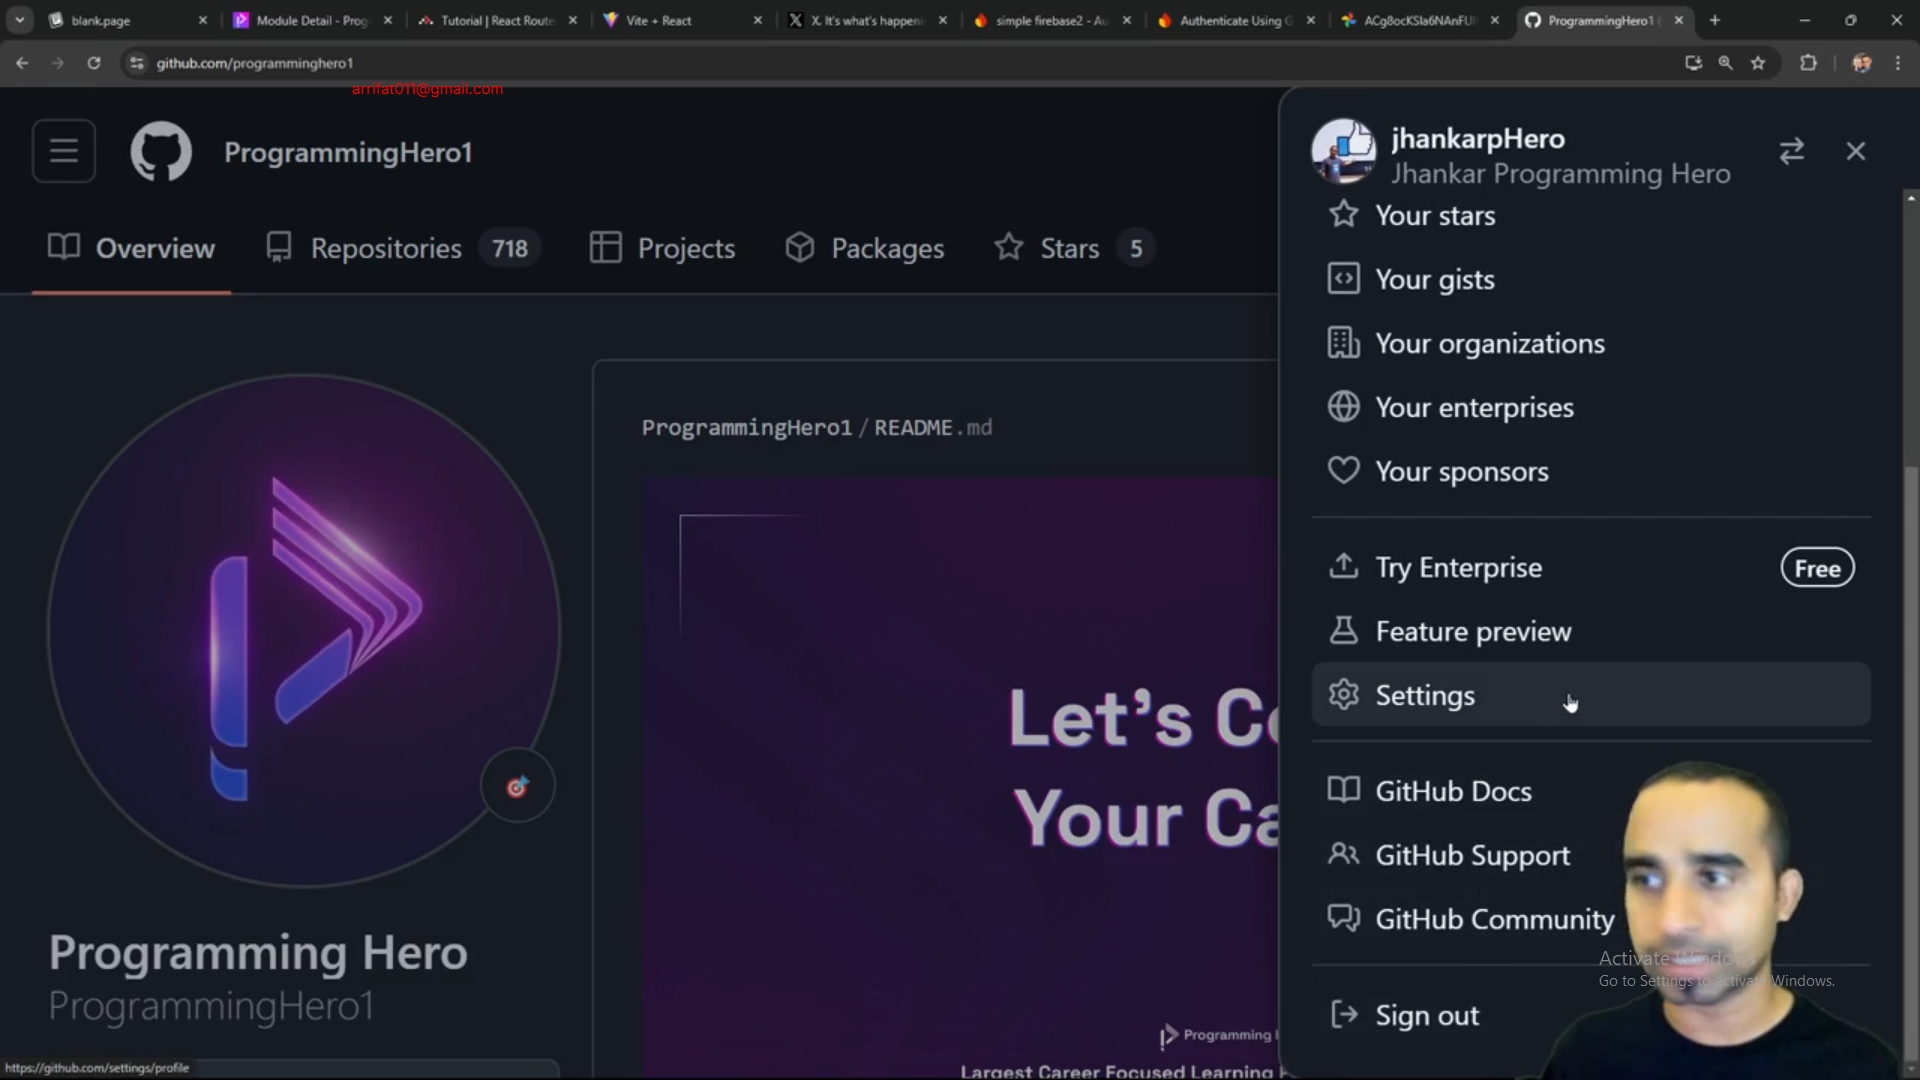 blank.page
Module Detail - Prog
Tutorial | React Route
Vite + React
X. It's what's happeni
simple firebase2 - Au
Authenticate Using G
ACg8ocKSla6NAnFUI
ProgrammingHero1 (
github.com/programminghero1
arrifat011@gmail.com
ProgrammingHero1
Overview
Repositories 718
Projects
Packages
Stars 5
ProgrammingHero1 / README.md
Let's Co
Your Ca
Programming H
Largest Career Focused Learning P
Programming Hero
ProgrammingHero1
https://github.com/settings/profile
jhankarpHero
Jhankar Programming Hero
Your stars
Your gists
Your organizations
Your enterprises
Your sponsors
Try Enterprise Free
Feature preview
Settings
GitHub Docs
GitHub Support
GitHub Community
Activate Windows
Go to Settings to activate Windows.
Sign out